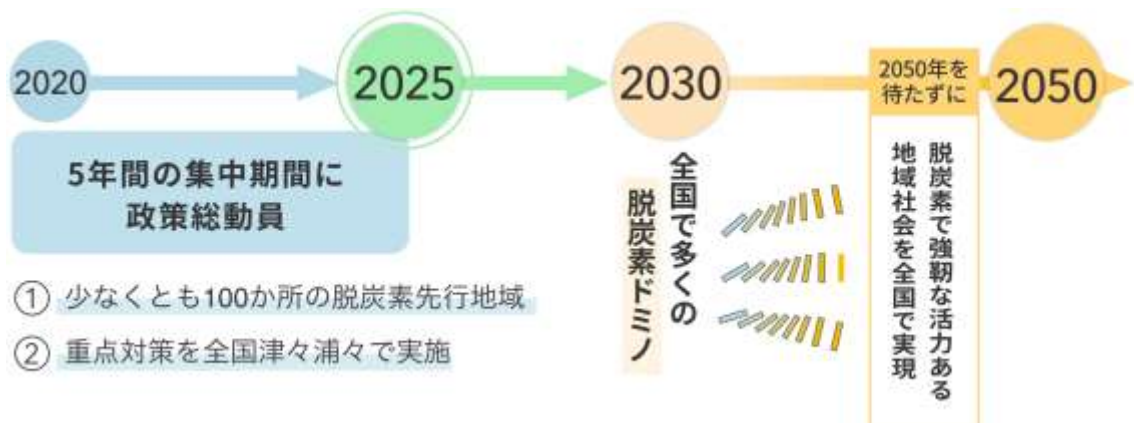 2020
2025
2030
2050年を
待たずに
2050
5年間の集中期間に
政策総動員
① 少なくとも100か所の脱炭素先行地域
② 重点対策を全国津々浦々で実施
全国で多くの
脱炭素ドミノ
脱炭素で強靭な活力ある
地域社会を全国で実現